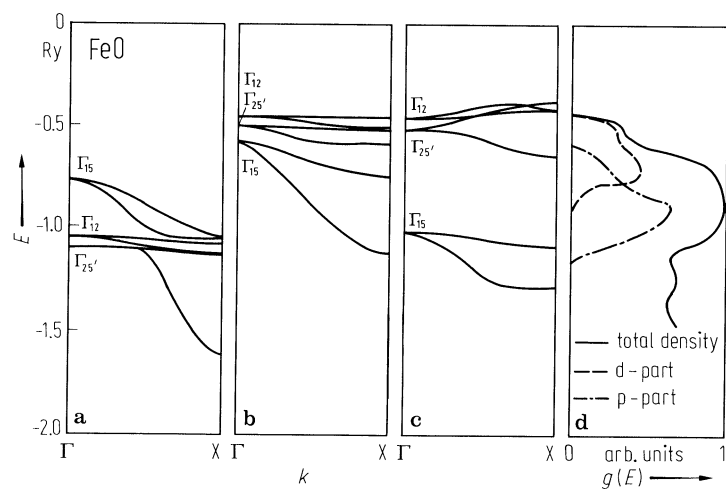 0
Ry
-0.5
-1.0
-1.5
-2.0
E
FeO
Γ15
Γ12
Γ25′
a
Γ X
Γ12
Γ25′
Γ15
b
Γ X
k
Γ12
Γ25′
Γ15
c
Γ X
total density
d-part
p-part
d
0 arb. units 1
g(E)